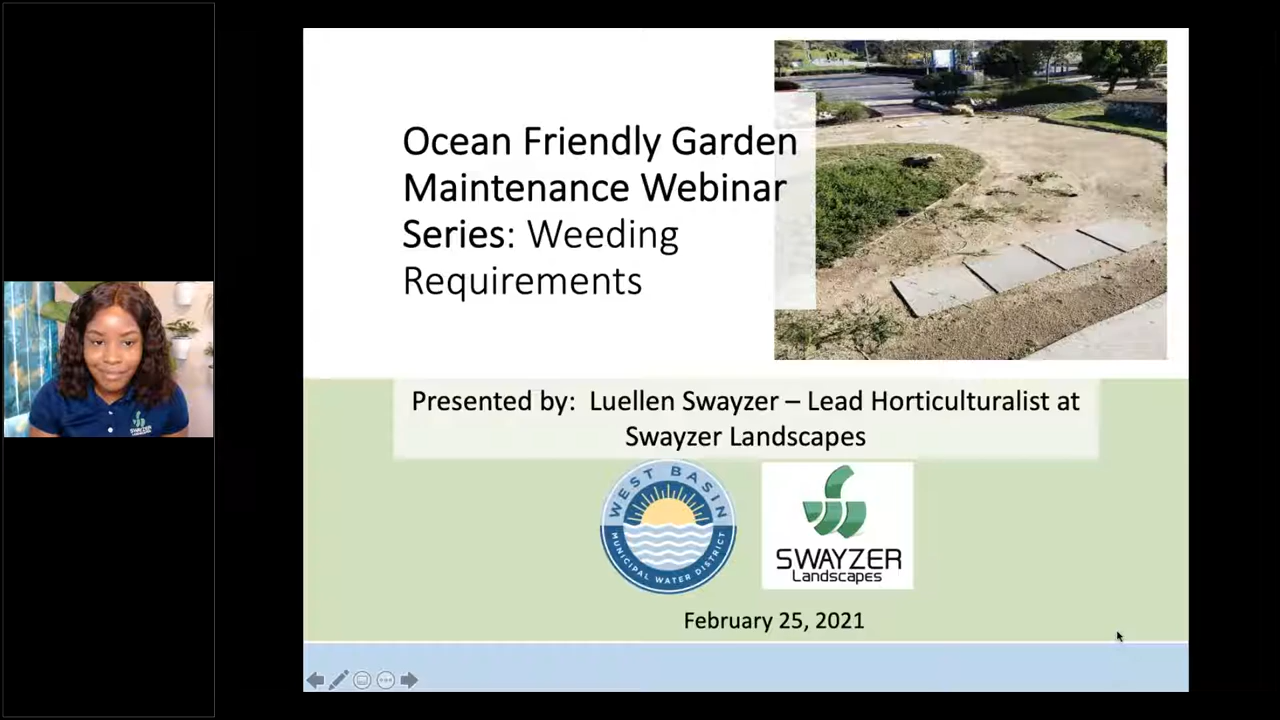 Ocean Friendly Garden
Maintenance Webinar
Series: Weeding
Requirements
Presented by: Luellen Swayzer – Lead Horticulturalist at
Swayzer Landscapes
WEST BASIN
MUNICIPAL WATER DISTRICT
SWAYZER
Landscapes
February 25, 2021
SWAYZER